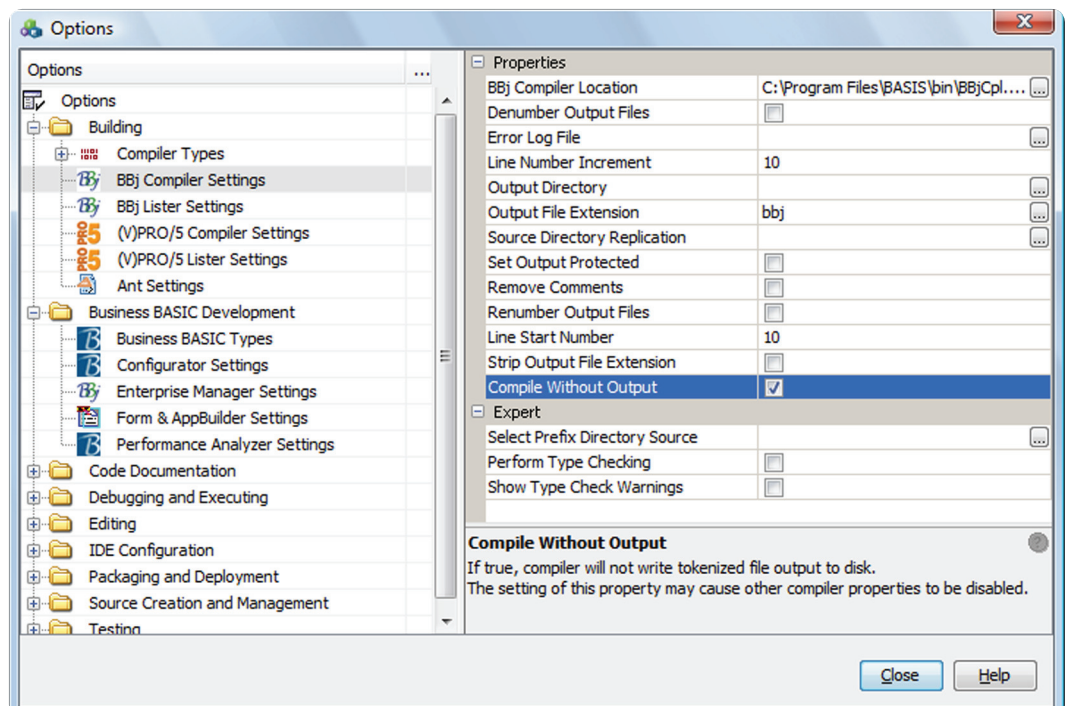 Options
Options ...
Options
Building
Compiler Types
BBj Compiler Settings
BBj Lister Settings
(V)PRO/5 Compiler Settings
(V)PRO/5 Lister Settings
Ant Settings
Business BASIC Development
Business BASIC Types
Configurator Settings
Enterprise Manager Settings
Form & AppBuilder Settings
Performance Analyzer Settings
Code Documentation
Debugging and Executing
Editing
IDE Configuration
Packaging and Deployment
Source Creation and Management
Testing
Properties
BBj Compiler Location C:\Program Files\BASIS\bin\BBjCpl.... ...
Denumber Output Files
Error Log File ...
Line Number Increment 10
Output Directory ...
Output File Extension bbj ...
Source Directory Replication ...
Set Output Protected
Remove Comments
Renumber Output Files
Line Start Number 10
Strip Output File Extension
Compile Without Output
Expert
Select Prefix Directory Source ...
Perform Type Checking
Show Type Check Warnings
Compile Without Output ?
If true, compiler will not write tokenized file output to disk.
The setting of this property may cause other compiler properties to be disabled.
Close Help